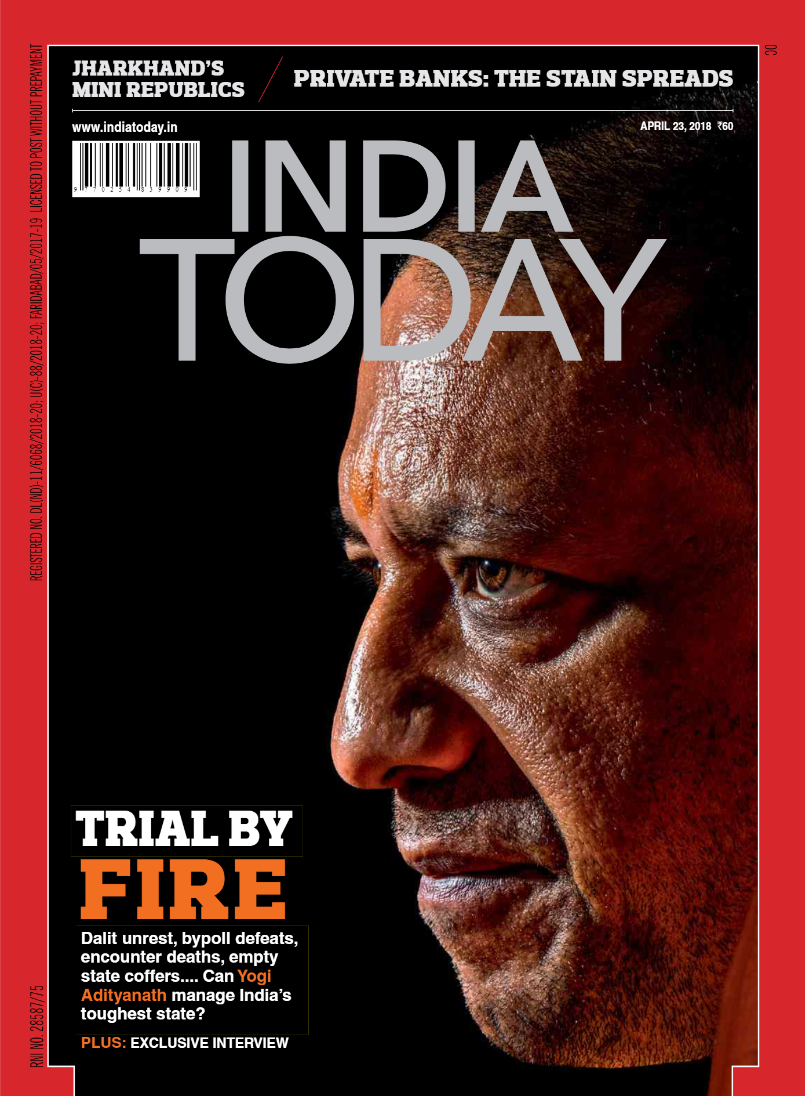 JHARKHAND'S
MINI REPUBLICS
PRIVATE BANKS: THE STAIN SPREADS
www.indiatoday.in
APRIL 23, 2018 ₹60
9 770254 839909
INDIA
TODAY
TRIAL BY
FIRE
Dalit unrest, bypoll defeats,
encounter deaths, empty
state coffers.... Can Yogi
Adityanath manage India's
toughest state?
PLUS: EXCLUSIVE INTERVIEW
REGISTERED NO. DL(ND)-11/6068/2018-20; U(C)-88/2018-20; FARIDABAD/05/2017-19 LICENSED TO POST WITHOUT PREPAYMENT
RNI NO. 28587/75